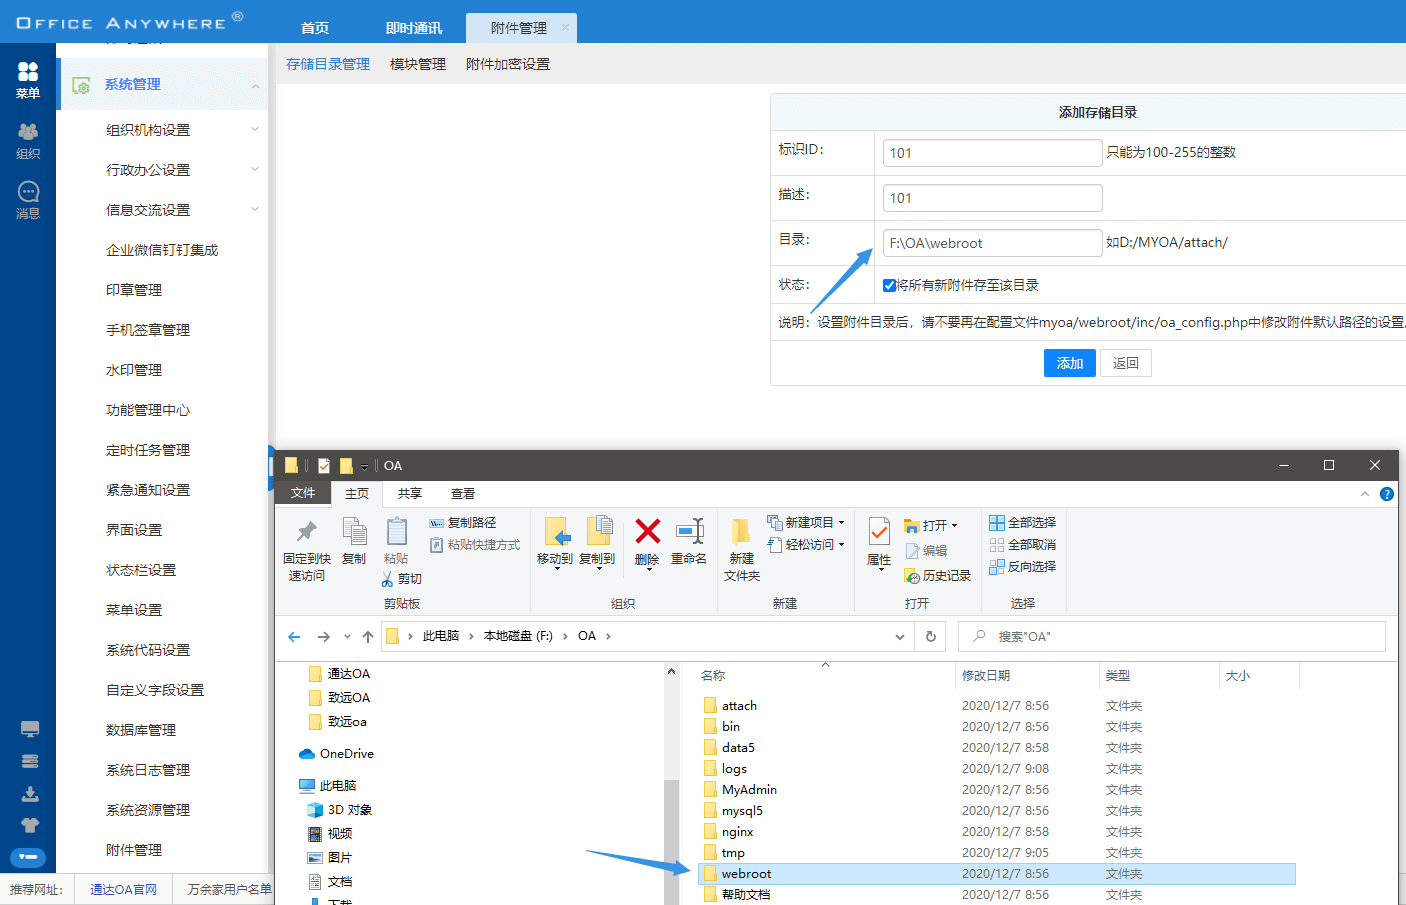 OFFICE ANYWHERE®
首页
即时通讯
附件管理
×
菜单
组织
消息
系统管理
组织机构设置
行政办公设置
信息交流设置
企业微信钉钉集成
印章管理
手机签章管理
水印管理
功能管理中心
定时任务管理
紧急通知设置
界面设置
状态栏设置
菜单设置
系统代码设置
自定义字段设置
数据库管理
系统日志管理
系统资源管理
附件管理
推荐网址：
通达OA官网
万余家用户名单
存储目录管理
模块管理
附件加密设置
添加存储目录
标识ID：
101
只能为100-255的整数
描述：
101
目录：
F:\OA\webroot
如D:/MYOA/attach/
状态：
将所有新附件存至该目录
说明：设置附件目录后，请不要再在配置文件myoa/webroot/inc/oa_config.php中修改附件默认路径的设置。
添加
返回
OA
文件
主页
共享
查看
固定到快
速访问
复制
粘贴
复制路径
粘贴快捷方式
剪切
剪贴板
移动到
复制到
删除
重命名
组织
新建
文件夹
新建项目
轻松访问
新建
属性
打开
编辑
历史记录
打开
全部选择
全部取消
反向选择
选择
此电脑
本地磁盘 (F:)
OA
搜索"OA"
通达OA
致远OA
致远oa
OneDrive
此电脑
3D 对象
视频
图片
文档
下载
名称
修改日期
类型
大小
attach 2020/12/7 8:56 文件夹
bin 2020/12/7 8:56 文件夹
data5 2020/12/7 8:58 文件夹
logs 2020/12/7 9:08 文件夹
MyAdmin 2020/12/7 8:56 文件夹
mysql5 2020/12/7 8:56 文件夹
nginx 2020/12/7 8:58 文件夹
tmp 2020/12/7 9:05 文件夹
webroot 2020/12/7 8:56 文件夹
帮助文档 2020/12/7 8:56 文件夹